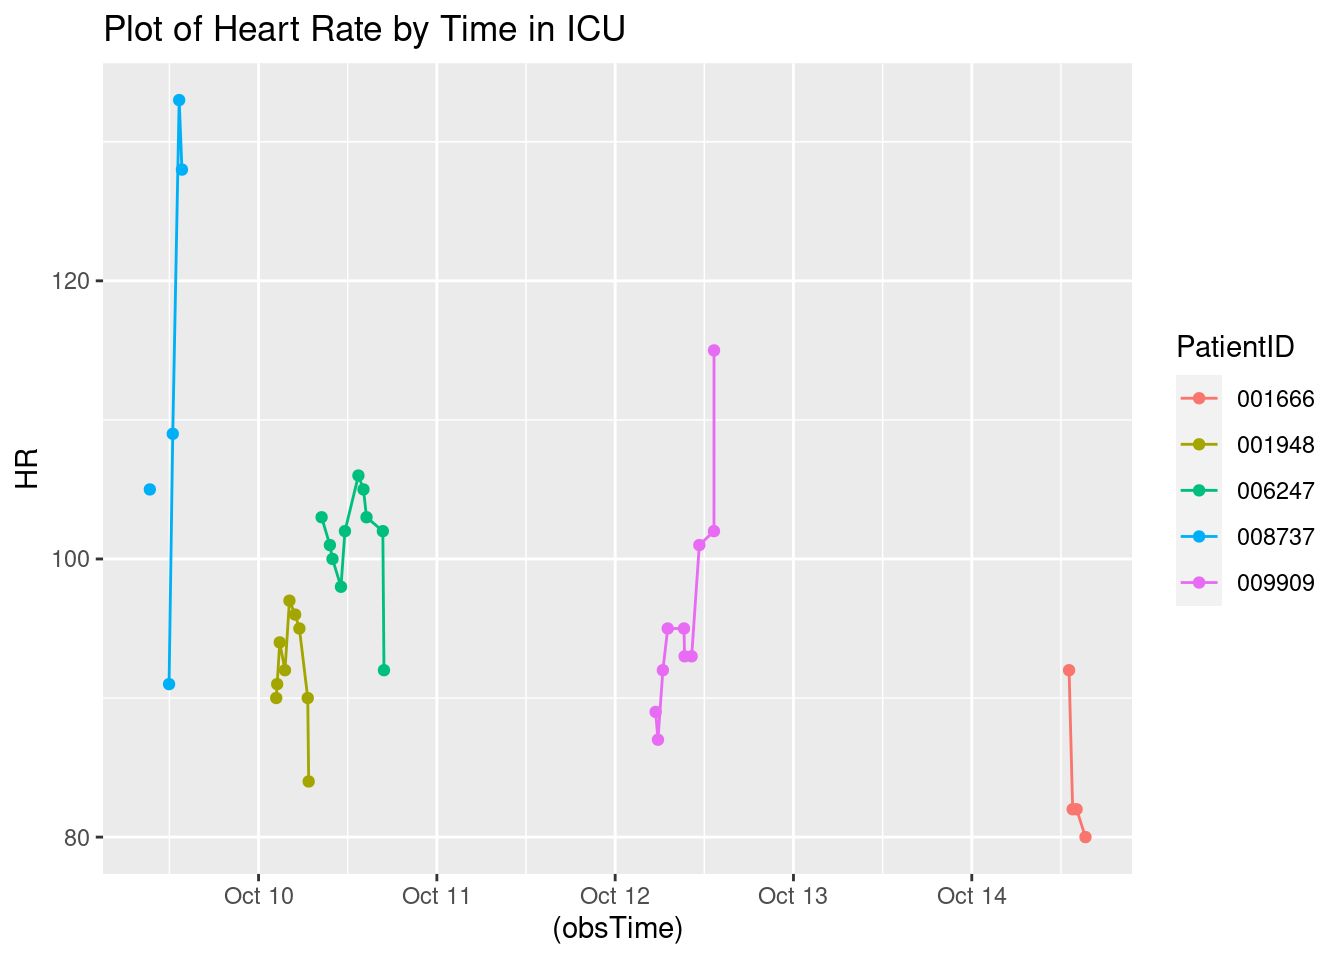 Plot of Heart Rate by Time in ICU
120
100
80
HR
Oct 10
Oct 11
Oct 12
Oct 13
Oct 14
(obsTime)
PatientID
001666
001948
006247
008737
009909